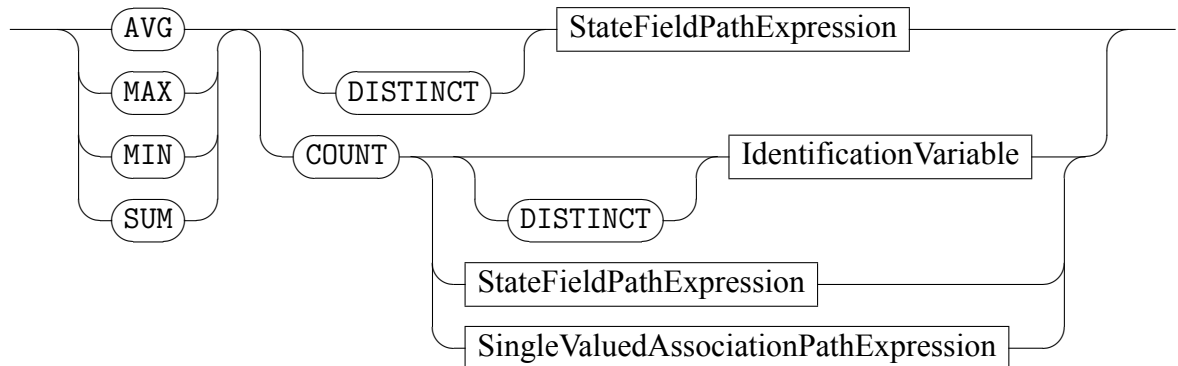 AVG StateFieldPathExpression
MAX DISTINCT
MIN COUNT IdentificationVariable
SUM DISTINCT
StateFieldPathExpression
SingleValuedAssociationPathExpression